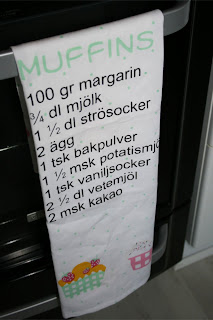 MUFFINS
100 gr margarin
¾ dl mjölk
1 ½ dl strösocker
2 ägg
1 tsk bakpulver
1 ½ msk potatismjö
1 tsk vaniljsocker
2 ½ dl vetemjöl
2 msk kakao